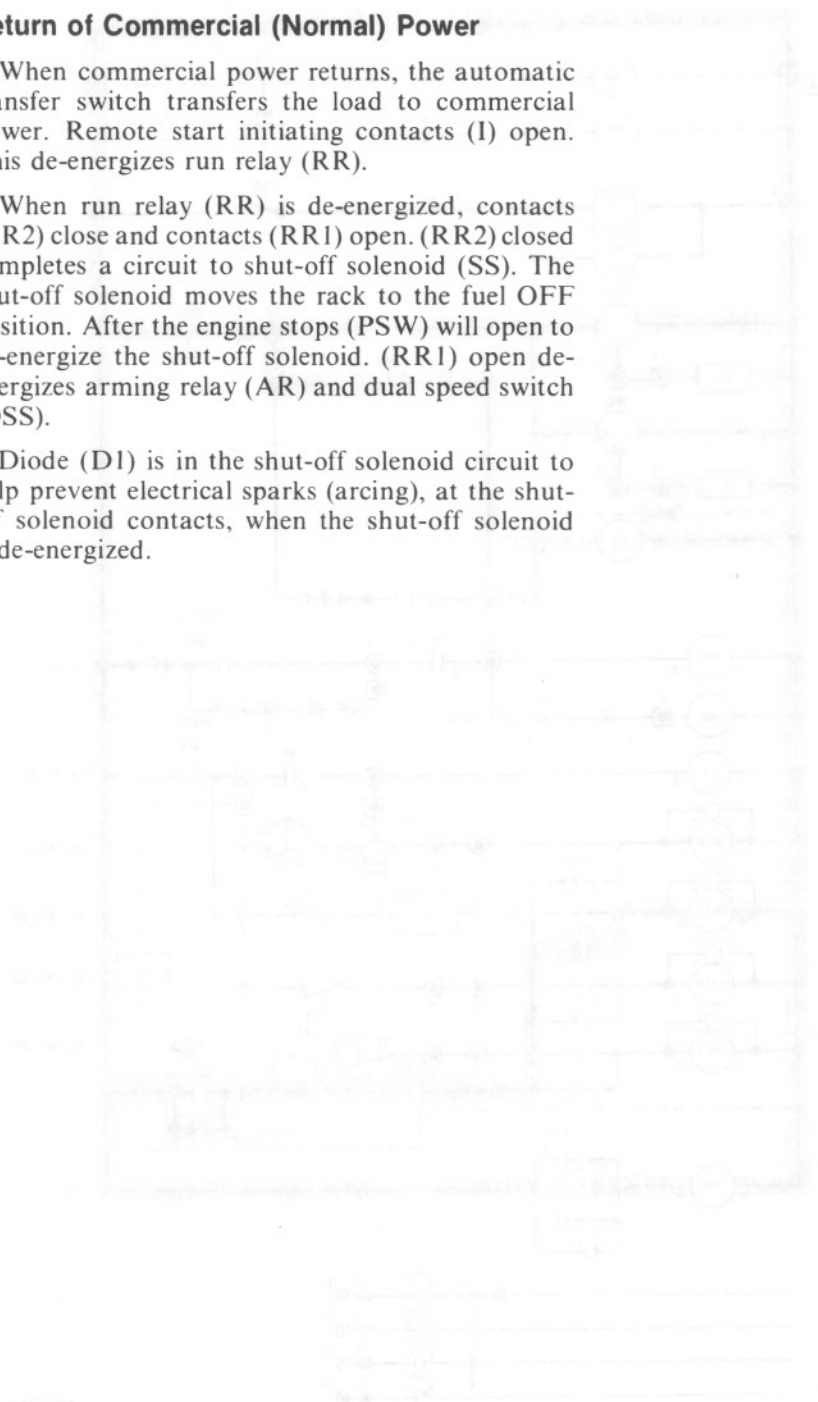 eturn of Commercial (Normal) Power
When commercial power returns, the automatic
ansfer switch transfers the load to commercial
wer. Remote start initiating contacts (I) open.
is de-energizes run relay (RR).
When run relay (RR) is de-energized, contacts
R2) close and contacts (RR1) open. (RR2) closed
mpletes a circuit to shut-off solenoid (SS). The
ut-off solenoid moves the rack to the fuel OFF
sition. After the engine stops (PSW) will open to
-energize the shut-off solenoid. (RR1) open de-
ergizes arming relay (AR) and dual speed switch
SS).
Diode (D1) is in the shut-off solenoid circuit to
lp prevent electrical sparks (arcing), at the shut-
f solenoid contacts, when the shut-off solenoid
de-energized.